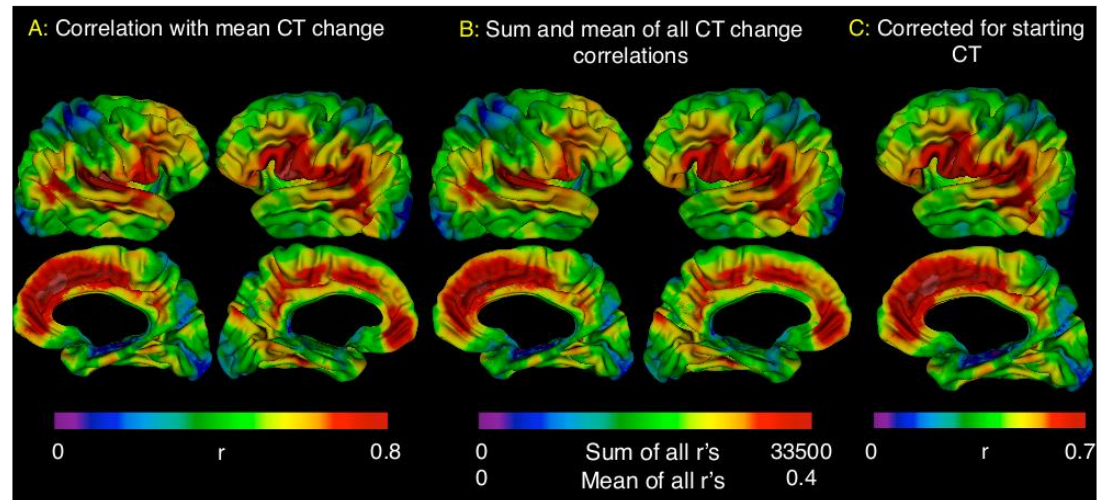 A: Correlation with mean CT change
B: Sum and mean of all CT change
correlations
C: Corrected for starting
CT
0 r 0.8
0 Sum of all r's 33500
0 Mean of all r's 0.4
0 r 0.7